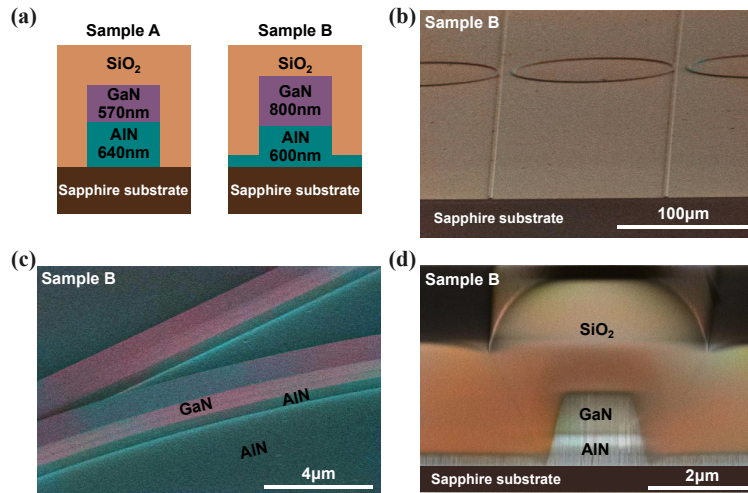 (a)
Sample A
Sample B
SiO₂
SiO₂
GaN
570nm
GaN
800nm
AlN
640nm
AlN
600nm
Sapphire substrate
Sapphire substrate
(b)
Sample B
Sapphire substrate
100μm
(c)
Sample B
GaN
AlN
AlN
4μm
(d)
Sample B
SiO₂
GaN
AlN
Sapphire substrate
2μm